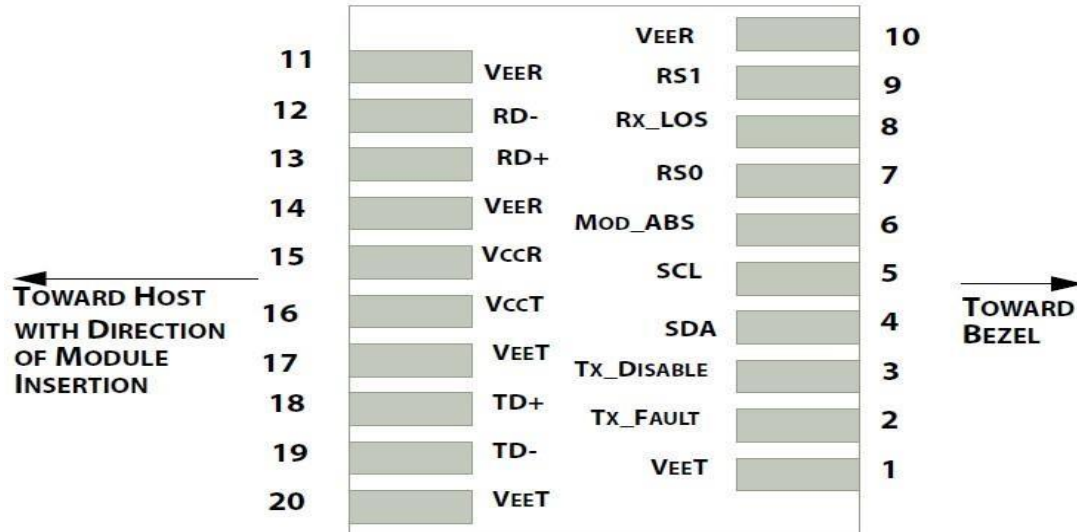 VEER 10
11 VEER
RS1 9
12 RD-
RX_LOS 8
13 RD+
RS0 7
14 VEER
MOD_ABS 6
15 VCCR
SCL 5
16 VCCT
SDA 4
17 VEET
TX_DISABLE 3
18 TD+
TX_FAULT 2
19 TD-
VEET 1
20 VEET
TOWARD HOST
WITH DIRECTION
OF MODULE
INSERTION
TOWARD
BEZEL